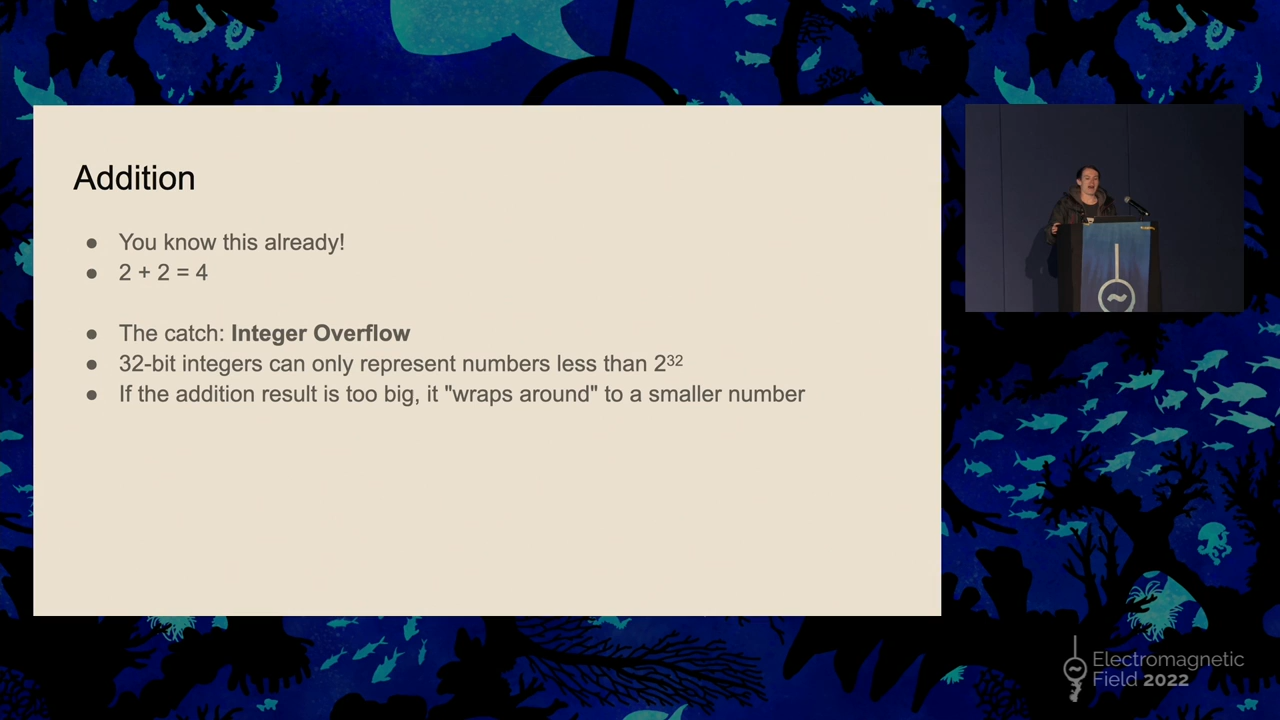 Addition
● You know this already!
● 2 + 2 = 4
● The catch: Integer Overflow
● 32-bit integers can only represent numbers less than 2³²
● If the addition result is too big, it "wraps around" to a smaller number
Electromagnetic
Field 2022